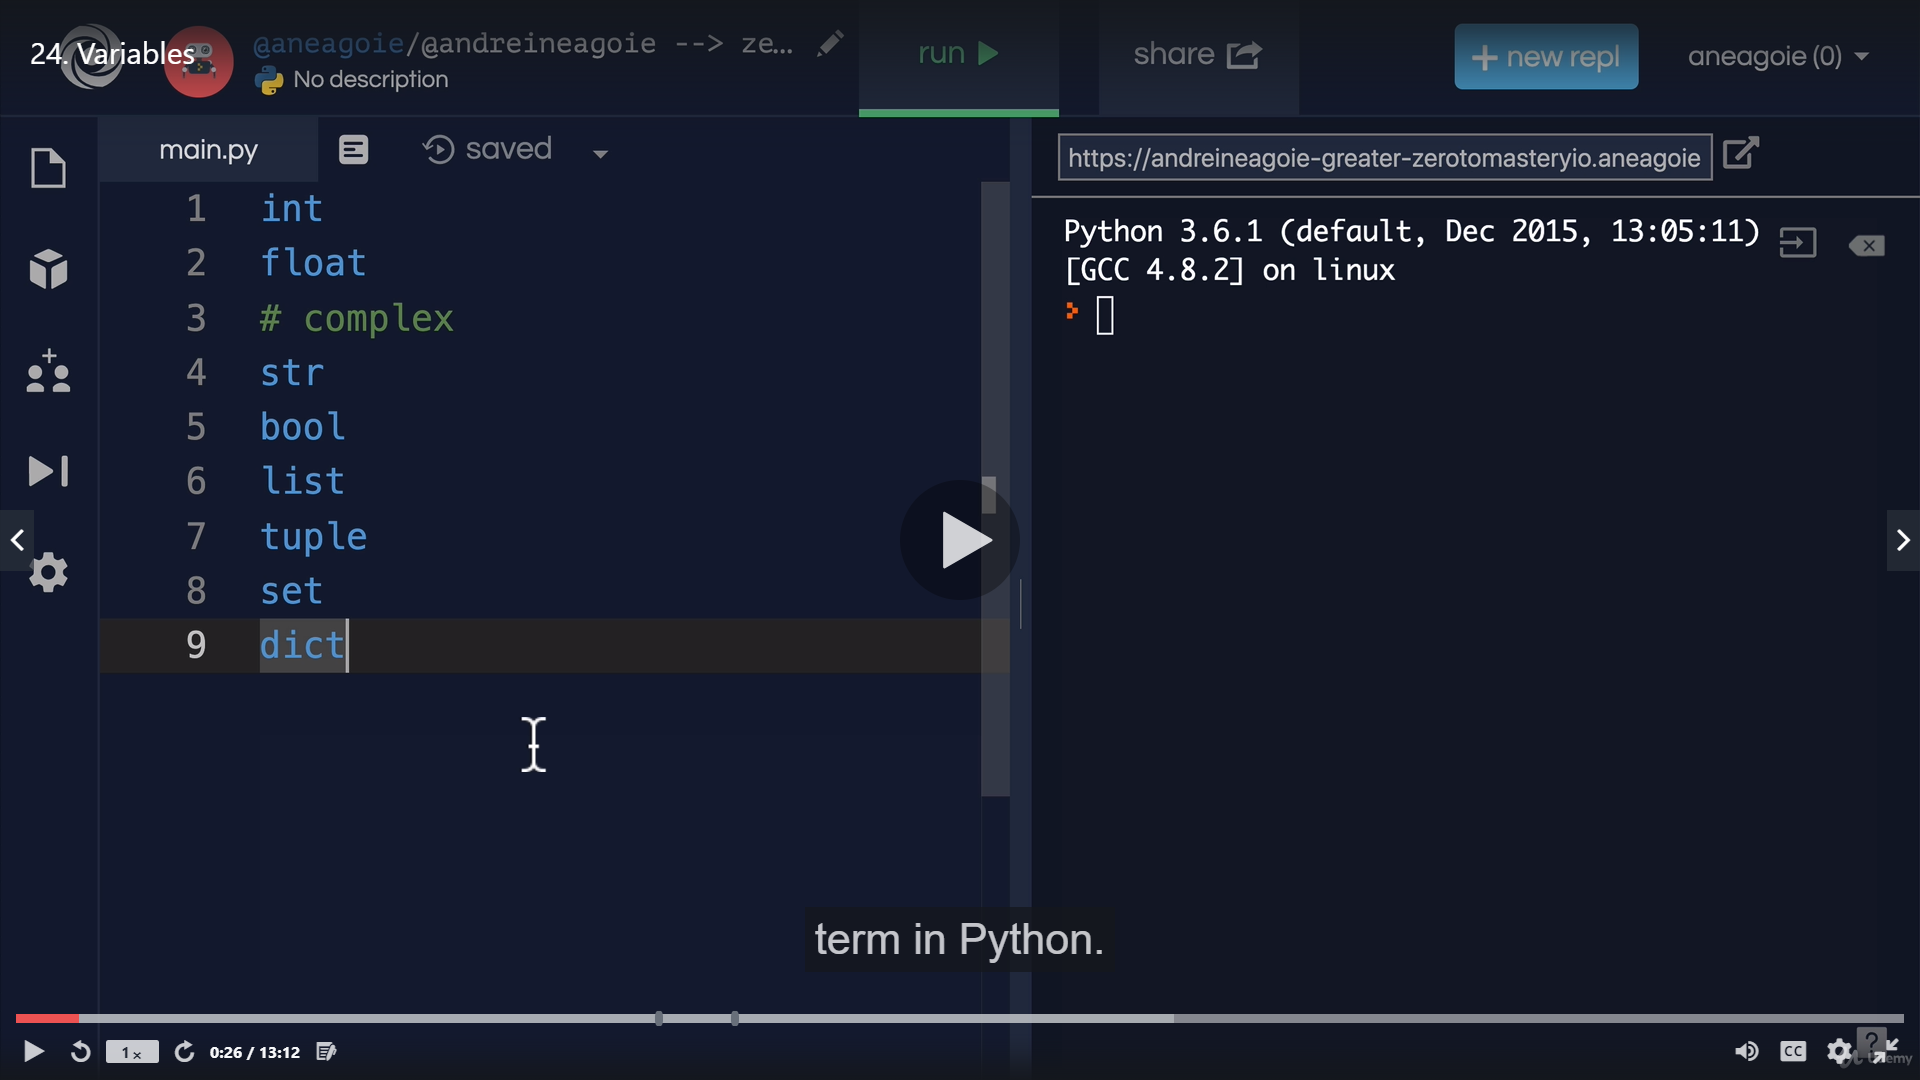 24. Variables
@aneagoie/@andreineagoie --> ze...
No description
run
share
+ new repl
aneagoie (0)
main.py
saved
https://andreineagoie-greater-zerotomasteryio.aneagoie
1 int
2 float
3 # complex
4 str
5 bool
6 list
7 tuple
8 set
9 dict
Python 3.6.1 (default, Dec 2015, 13:05:11)
[GCC 4.8.2] on linux
term in Python.
1x
0:26 / 13:12
CC
?